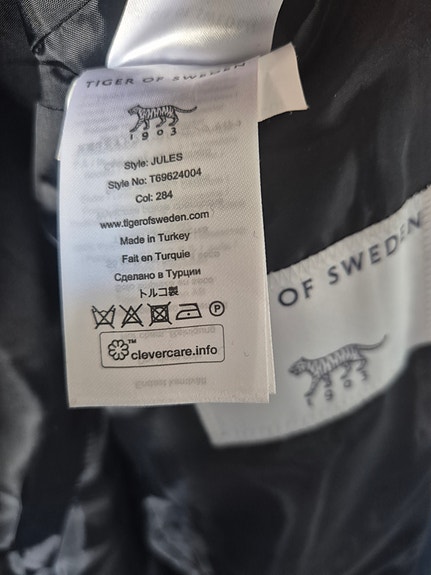 TIGER OF SWEDEN
1903
Style: JULES
Style No: T69624004
Col: 284
www.tigerofsweden.com
Made in Turkey
Fait en Turquie
Сделано в Турции
トルコ製
P
clevercare.info™
OF SWEDEN
1903